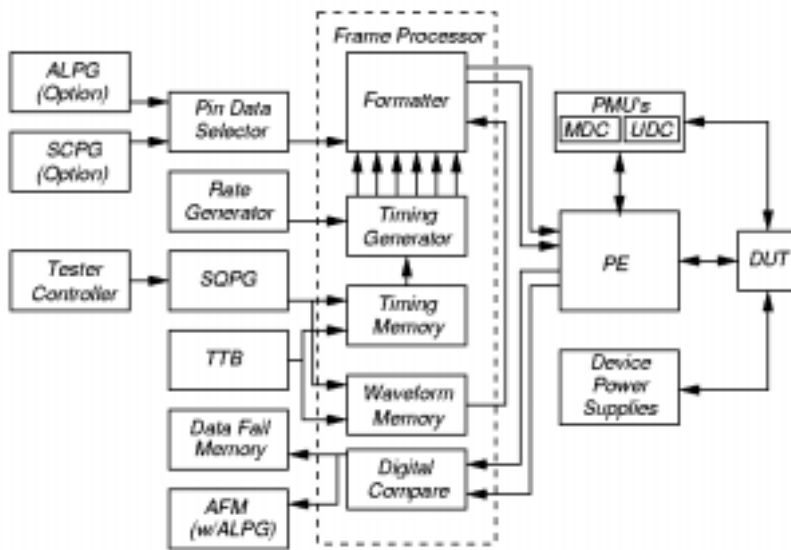 Frame Processor
ALPG
(Option)
Pin Data
Selector
Formatter
PMU's
MDC
UDC
SCPG
(Option)
Rate
Generator
Timing
Generator
PE
DUT
Tester
Controller
SQPG
Timing
Memory
TTB
Waveform
Memory
Device
Power
Supplies
Data Fail
Memory
Digital
Compare
AFM
(w/ALPG)